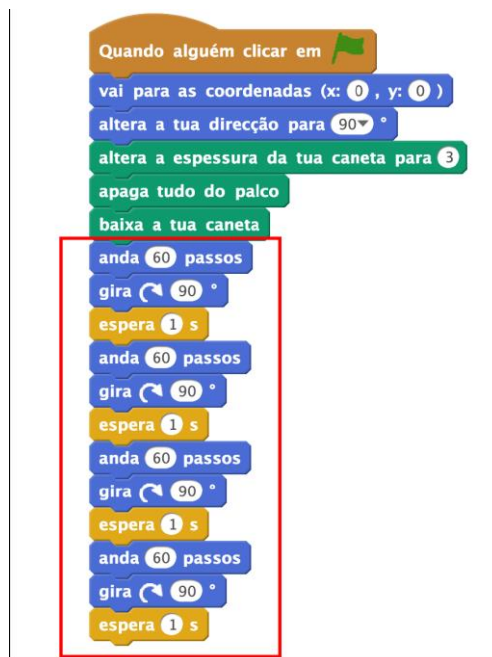 Quando alguém clicar em
vai para as coordenadas (x: 0 , y: 0 )
altera a tua direcção para 90 °
altera a espessura da tua caneta para 3
apaga tudo do palco
baixa a tua caneta
anda 60 passos
gira 90 °
espera 1 s
anda 60 passos
gira 90 °
espera 1 s
anda 60 passos
gira 90 °
espera 1 s
anda 60 passos
gira 90 °
espera 1 s